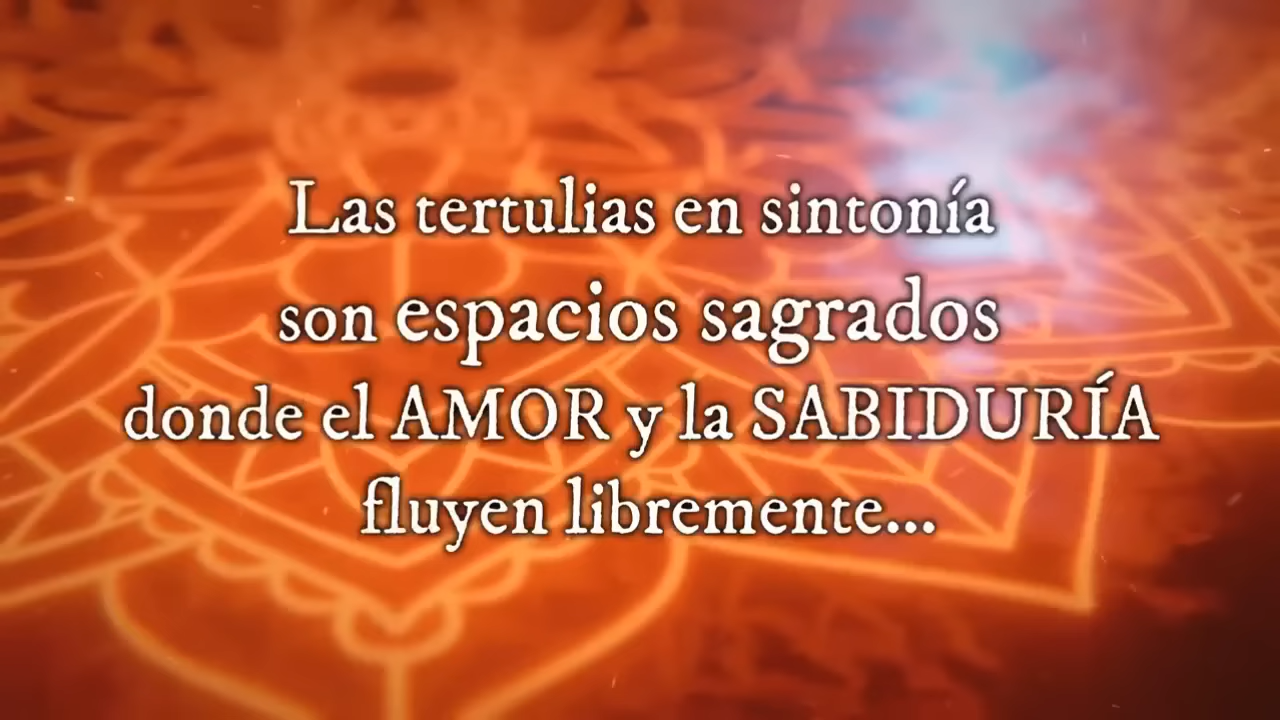 Las tertulias en sintonía
son espacios sagrados
donde el AMOR y la SABIDURÍA
fluyen libremente...